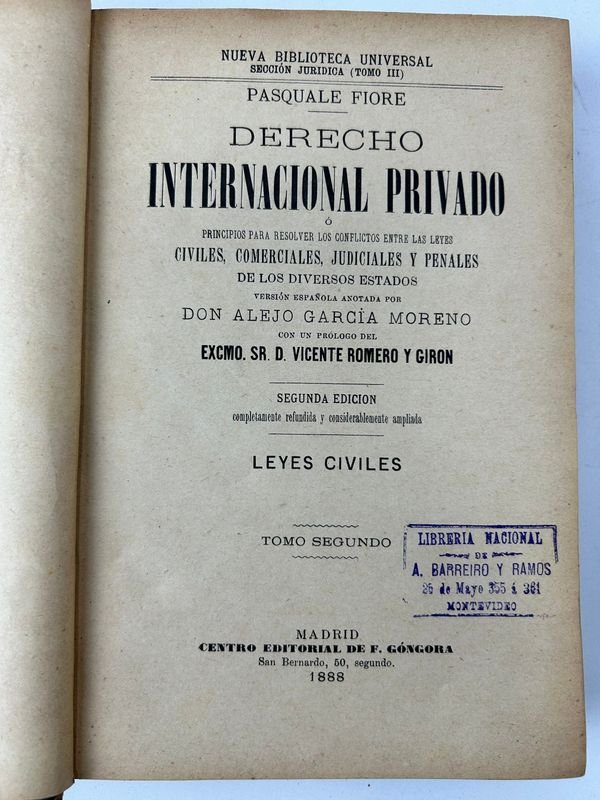 NUEVA BIBLIOTECA UNIVERSAL
SECCIÓN JURIDICA (TOMO III)
PASQUALE FIORE
DERECHO
INTERNACIONAL PRIVADO
Ó
PRINCIPIOS PARA RESOLVER LOS CONFLICTOS ENTRE LAS LEYES
CIVILES, COMERCIALES, JUDICIALES Y PENALES
DE LOS DIVERSOS ESTADOS
VERSIÓN ESPAÑOLA ANOTADA POR
DON ALEJO GARCÍA MORENO
CON UN PRÓLOGO DEL
EXCMO. SR. D. VICENTE ROMERO Y GIRON
SEGUNDA EDICION
completamente refundida y considerablemente ampliada
LEYES CIVILES
TOMO SEGUNDO
LIBRERIA NACIONAL
DE
A. BARREIRO Y RAMOS
25 de Mayo 355 á 361
MONTEVIDEO
MADRID
CENTRO EDITORIAL DE F. GÓNGORA
San Bernardo, 50, segundo.
1888